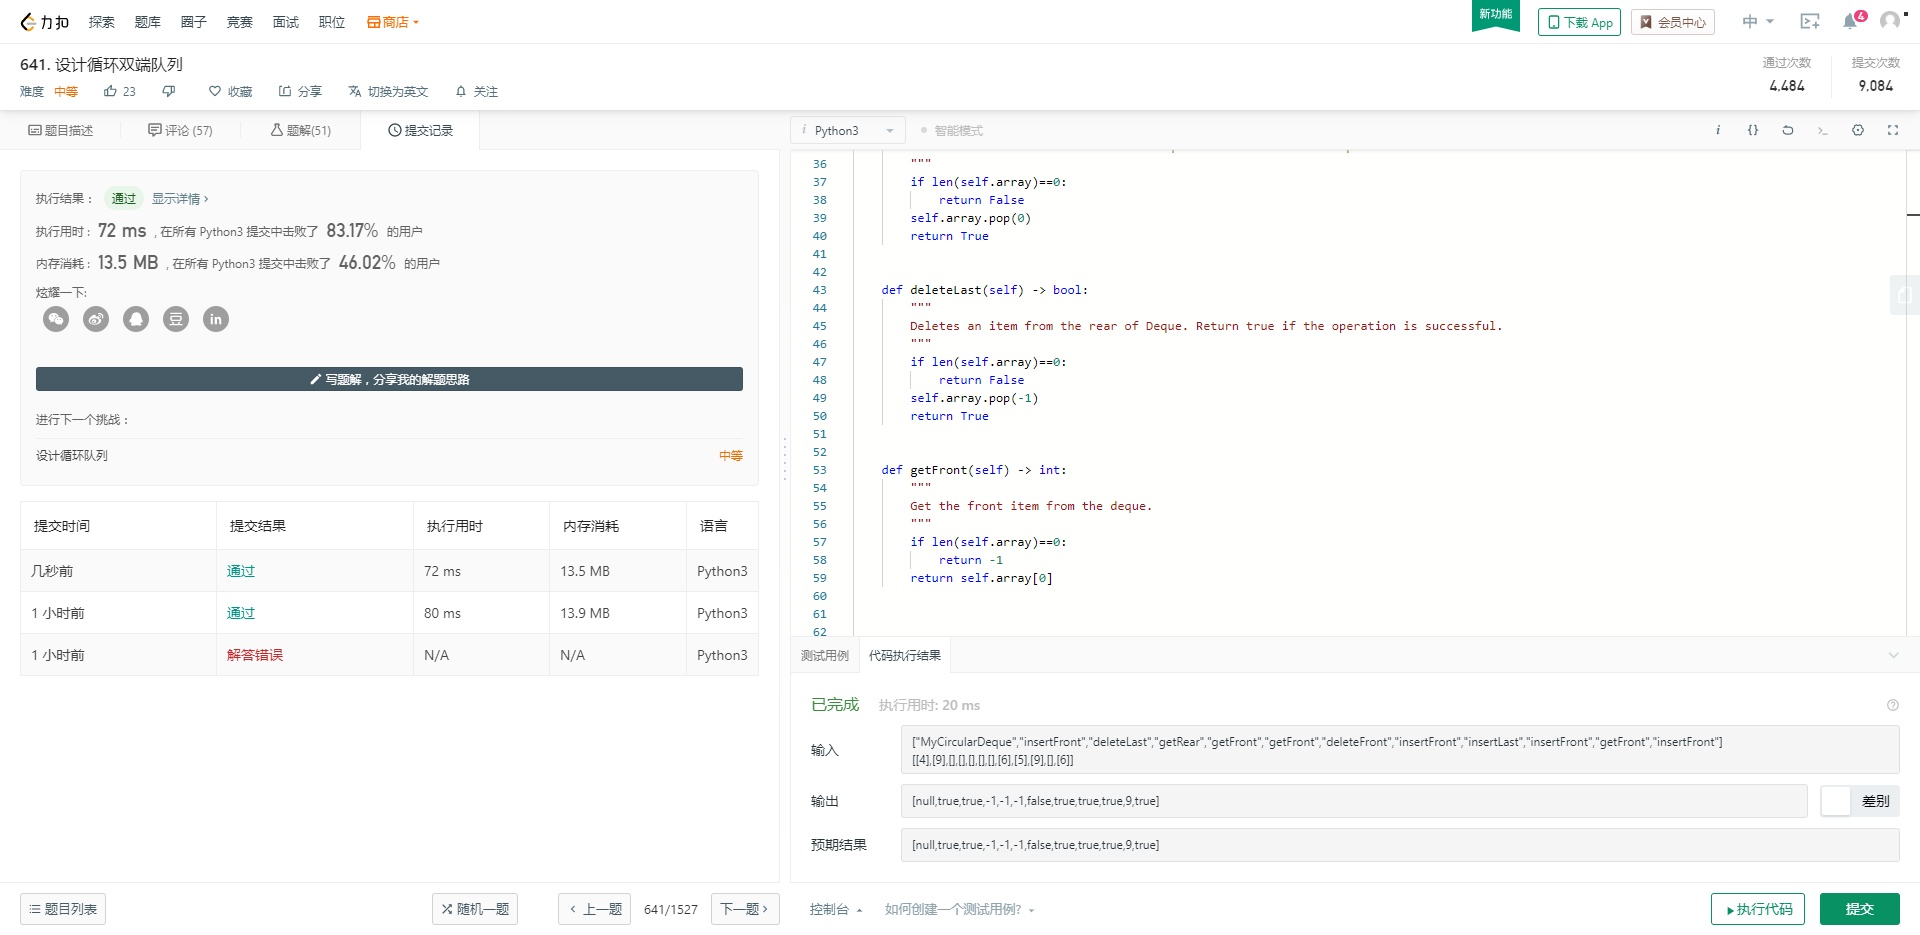 力扣 探索 题库 圈子 竞赛 面试 职位 商店 新功能 下载 App 会员中心 中 4
641. 设计循环双端队列
难度 中等 23 收藏 分享 切换为英文 关注
通过次数 提交次数
4,484 9,084
题目描述 评论 (57) 题解(51) 提交记录
执行结果： 通过 显示详情 ›
执行用时 : 72 ms , 在所有 Python3 提交中击败了 83.17% 的用户
内存消耗 : 13.5 MB , 在所有 Python3 提交中击败了 46.02% 的用户
炫耀一下:
豆 in
写题解，分享我的解题思路
进行下一个挑战：
设计循环队列 中等
提交时间 提交结果 执行用时 内存消耗 语言
几秒前 通过 72 ms 13.5 MB Python3
1 小时前 通过 80 ms 13.9 MB Python3
1 小时前 解答错误 N/A N/A Python3
题目列表 随机一题 ‹ 上一题 641/1527 下一题 ›
i Python3 智能模式 i {} >_
36 """
37 if len(self.array)==0:
38 return False
39 self.array.pop(0)
40 return True
41
42
43 def deleteLast(self) -> bool:
44 """
45 Deletes an item from the rear of Deque. Return true if the operation is successful.
46 """
47 if len(self.array)==0:
48 return False
49 self.array.pop(-1)
50 return True
51
52
53 def getFront(self) -> int:
54 """
55 Get the front item from the deque.
56 """
57 if len(self.array)==0:
58 return -1
59 return self.array[0]
60
61
62
测试用例 代码执行结果
已完成 执行用时: 20 ms
输入 ["MyCircularDeque","insertFront","deleteLast","getRear","getFront","getFront","deleteFront","insertFront","insertLast","insertFront","getFront","insertFront"]
[[4],[9],[],[],[],[],[],[6],[5],[9],[],[6]]
输出 [null,true,true,-1,-1,-1,false,true,true,true,9,true] 差别
预期结果 [null,true,true,-1,-1,-1,false,true,true,true,9,true]
控制台 如何创建一个测试用例? 执行代码 提交